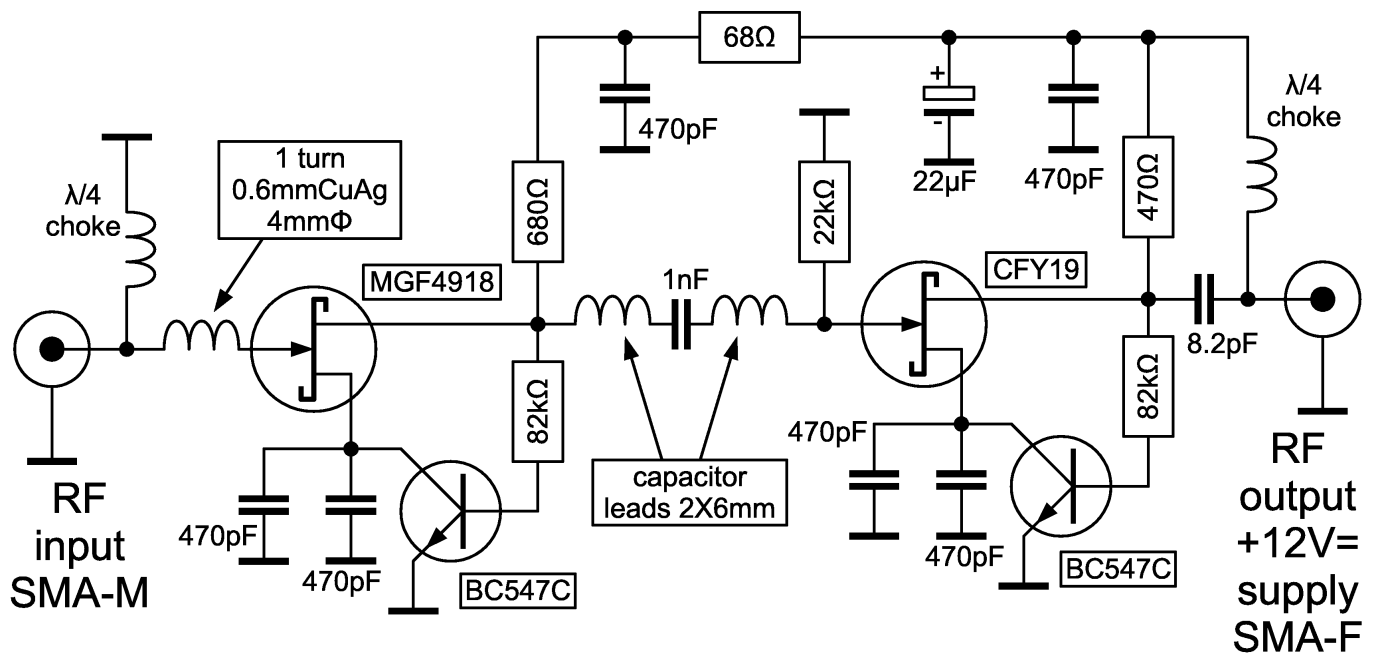 68Ω
470pF
+
-
22µF
470pF
470Ω
λ/4
choke
λ/4
choke
1 turn
0.6mmCuAg
4mmΦ
680Ω
22kΩ
MGF4918
1nF
CFY19
8.2pF
82kΩ
82kΩ
capacitor
leads 2X6mm
470pF
470pF
BC547C
470pF
470pF
BC547C
RF
input
SMA-M
RF
output
+12V=
supply
SMA-F